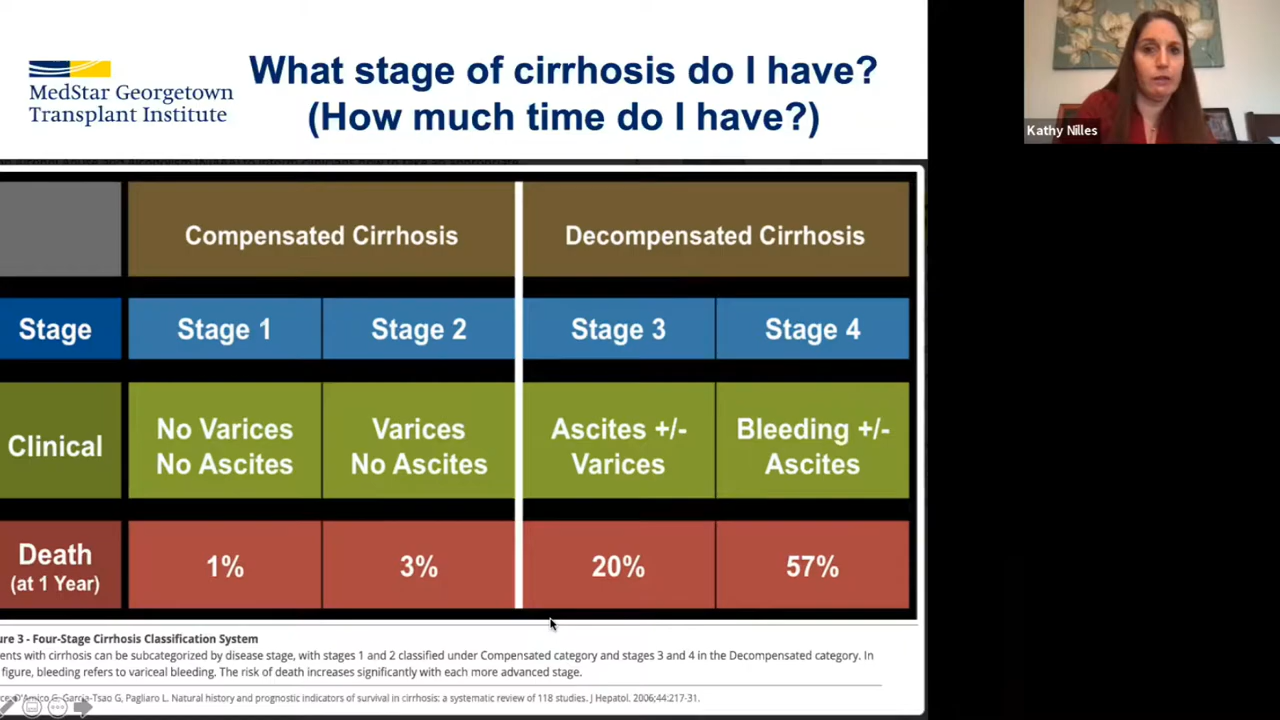 MedStar Georgetown
Transplant Institute
What stage of cirrhosis do I have?
(How much time do I have?)
Kathy Nilles
Compensated Cirrhosis
Decompensated Cirrhosis
Stage
Stage 1
Stage 2
Stage 3
Stage 4
Clinical
No Varices
No Ascites
Varices
No Ascites
Ascites +/-
Varices
Bleeding +/-
Ascites
Death
(at 1 Year)
1%
3%
20%
57%
ure 3 - Four-Stage Cirrhosis Classification System
ents with cirrhosis can be subcategorized by disease stage, with stages 1 and 2 classified under Compensated category and stages 3 and 4 in the Decompensated category. In
figure, bleeding refers to variceal bleeding. The risk of death increases significantly with each more advanced stage.
D'Amico G, Garcia-Tsao G, Pagliaro L. Natural history and prognostic indicators of survival in cirrhosis: a systematic review of 118 studies. J Hepatol. 2006;44:217-31.